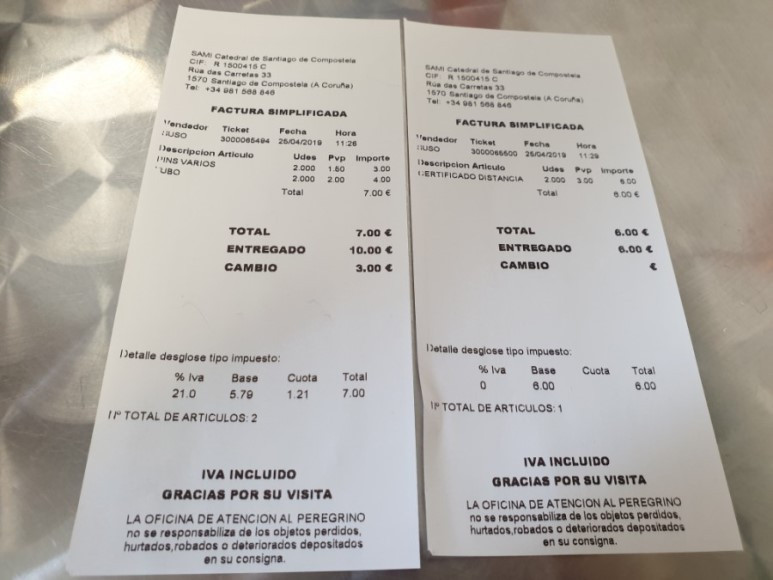 SAMI Catedral de Santiago de Compostela
CIF: R 1500415 C
Rúa das Carretas 33
1570 Santiago de Compostela (A Coruña)
Tel: +34 981 568 846
FACTURA SIMPLIFICADA
Vendedor Ticket Fecha Hora
3000065494 25/04/2019 11:26
Descripcion Articulo Udes Pvp Importe
PINS VARIOS 2.000 1.50 3.00
TUBO 2.000 2.00 4.00
Total 7.00 €
TOTAL 7.00 €
ENTREGADO 10.00 €
CAMBIO 3.00 €
Detalle desglose tipo impuesto:
% Iva Base Cuota Total
21.0 5.79 1.21 7.00
Nº TOTAL DE ARTICULOS: 2
IVA INCLUIDO
GRACIAS POR SU VISITA
LA OFICINA DE ATENCION AL PEREGRINO
no se responsabiliza de los objetos perdidos,
hurtados,robados o deteriorados depositados
en su consigna.
SAMI Catedral de Santiago de Compostela
CIF: R 1500415 C
Rúa das Carretas 33
1570 Santiago de Compostela (A Coruña)
Tel: +34 981 568 846
FACTURA SIMPLIFICADA
Vendedor Ticket Fecha Hora
3000065500 25/04/2019 11:29
Descripcion Articulo Udes Pvp Importe
CERTIFICADO DISTANCIA 2.000 3.00 6.00
Total 6.00 €
TOTAL 6.00 €
ENTREGADO 6.00 €
CAMBIO €
Detalle desglose tipo impuesto:
% Iva Base Cuota Total
0 6.00 6.00
Nº TOTAL DE ARTICULOS: 1
IVA INCLUIDO
GRACIAS POR SU VISITA
LA OFICINA DE ATENCION AL PEREGRINO
no se responsabiliza de los objetos perdidos,
hurtados,robados o deteriorados depositados
en su consigna.